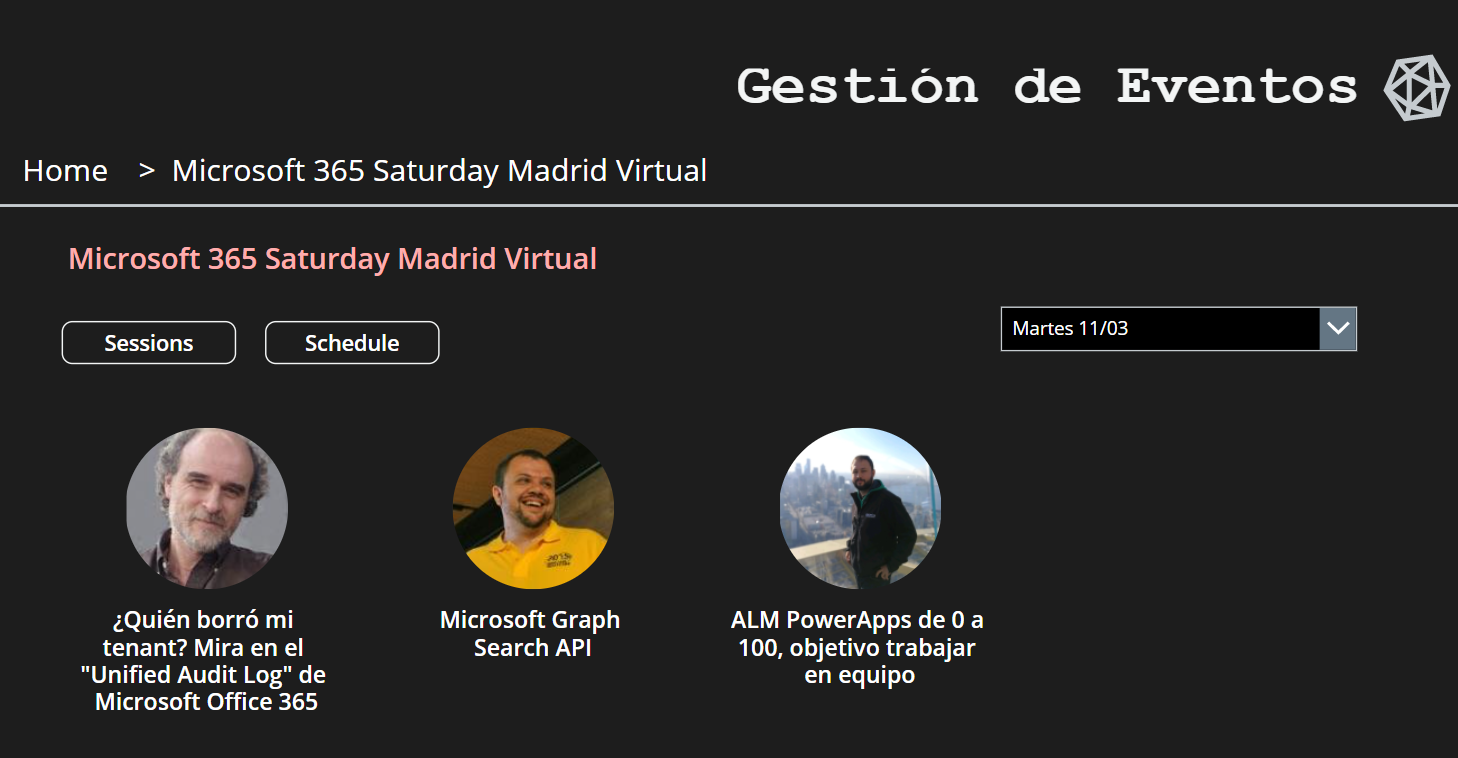 Gestión de Eventos
Home > Microsoft 365 Saturday Madrid Virtual
Microsoft 365 Saturday Madrid Virtual
Sessions
Schedule
Martes 11/03
¿Quién borró mi
tenant? Mira en el
"Unified Audit Log" de
Microsoft Office 365
Microsoft Graph
Search API
ALM PowerApps de 0 a
100, objetivo trabajar
en equipo